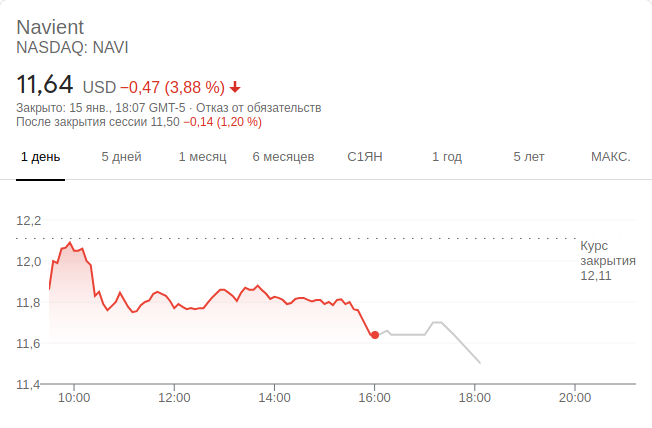 Navient
NASDAQ: NAVI
11,64 USD −0,47 (3,88 %)
Закрыто: 15 янв., 18:07 GMT-5 · Отказ от обязательств
После закрытия сессии 11,50 −0,14 (1,20 %)
1 день 5 дней 1 месяц 6 месяцев С1ЯН 1 год 5 лет МАКС.
12,2
Курс
закрытия
12,11
12,0
11,8
11,6
11,4
10:00 12:00 14:00 16:00 18:00 20:00